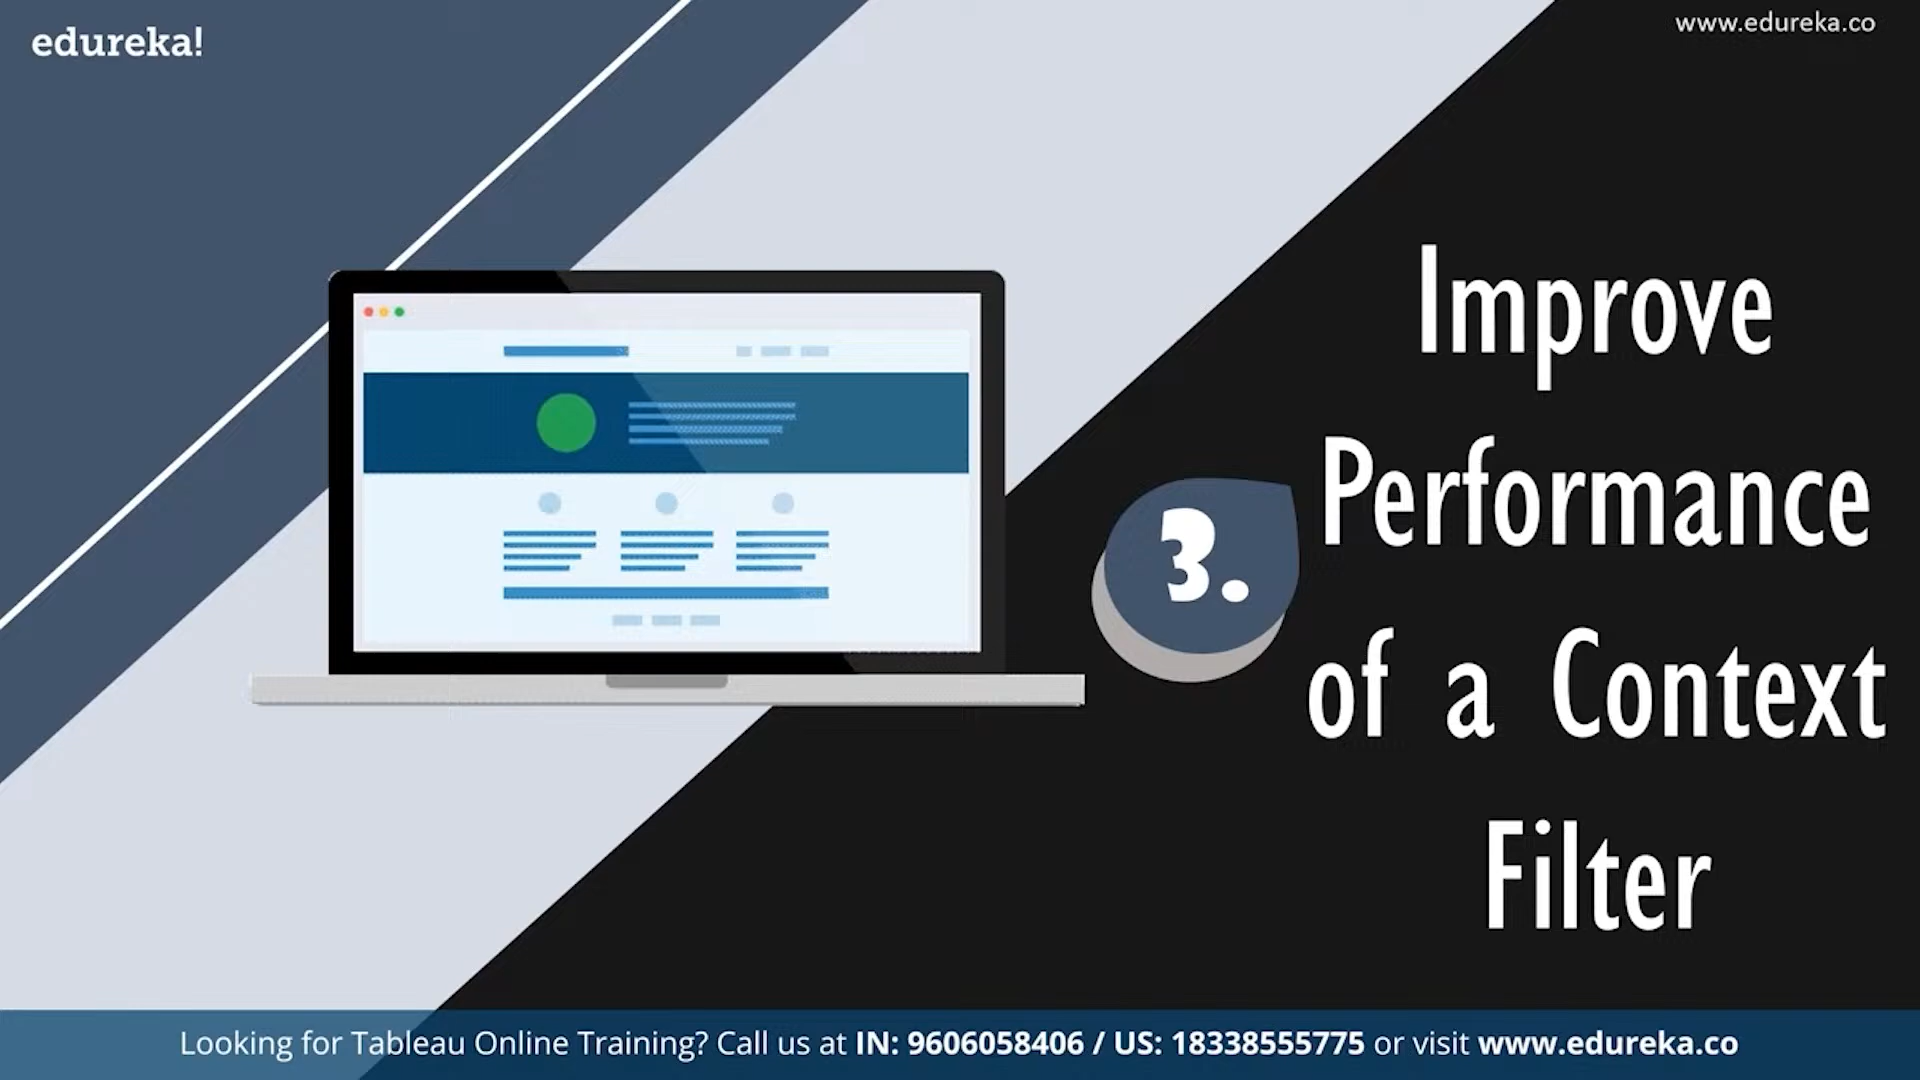 edureka!
www.edureka.co
3.
Improve
Performance
of a Context
Filter
Looking for Tableau Online Training? Call us at IN: 9606058406 / US: 18338555775 or visit www.edureka.co